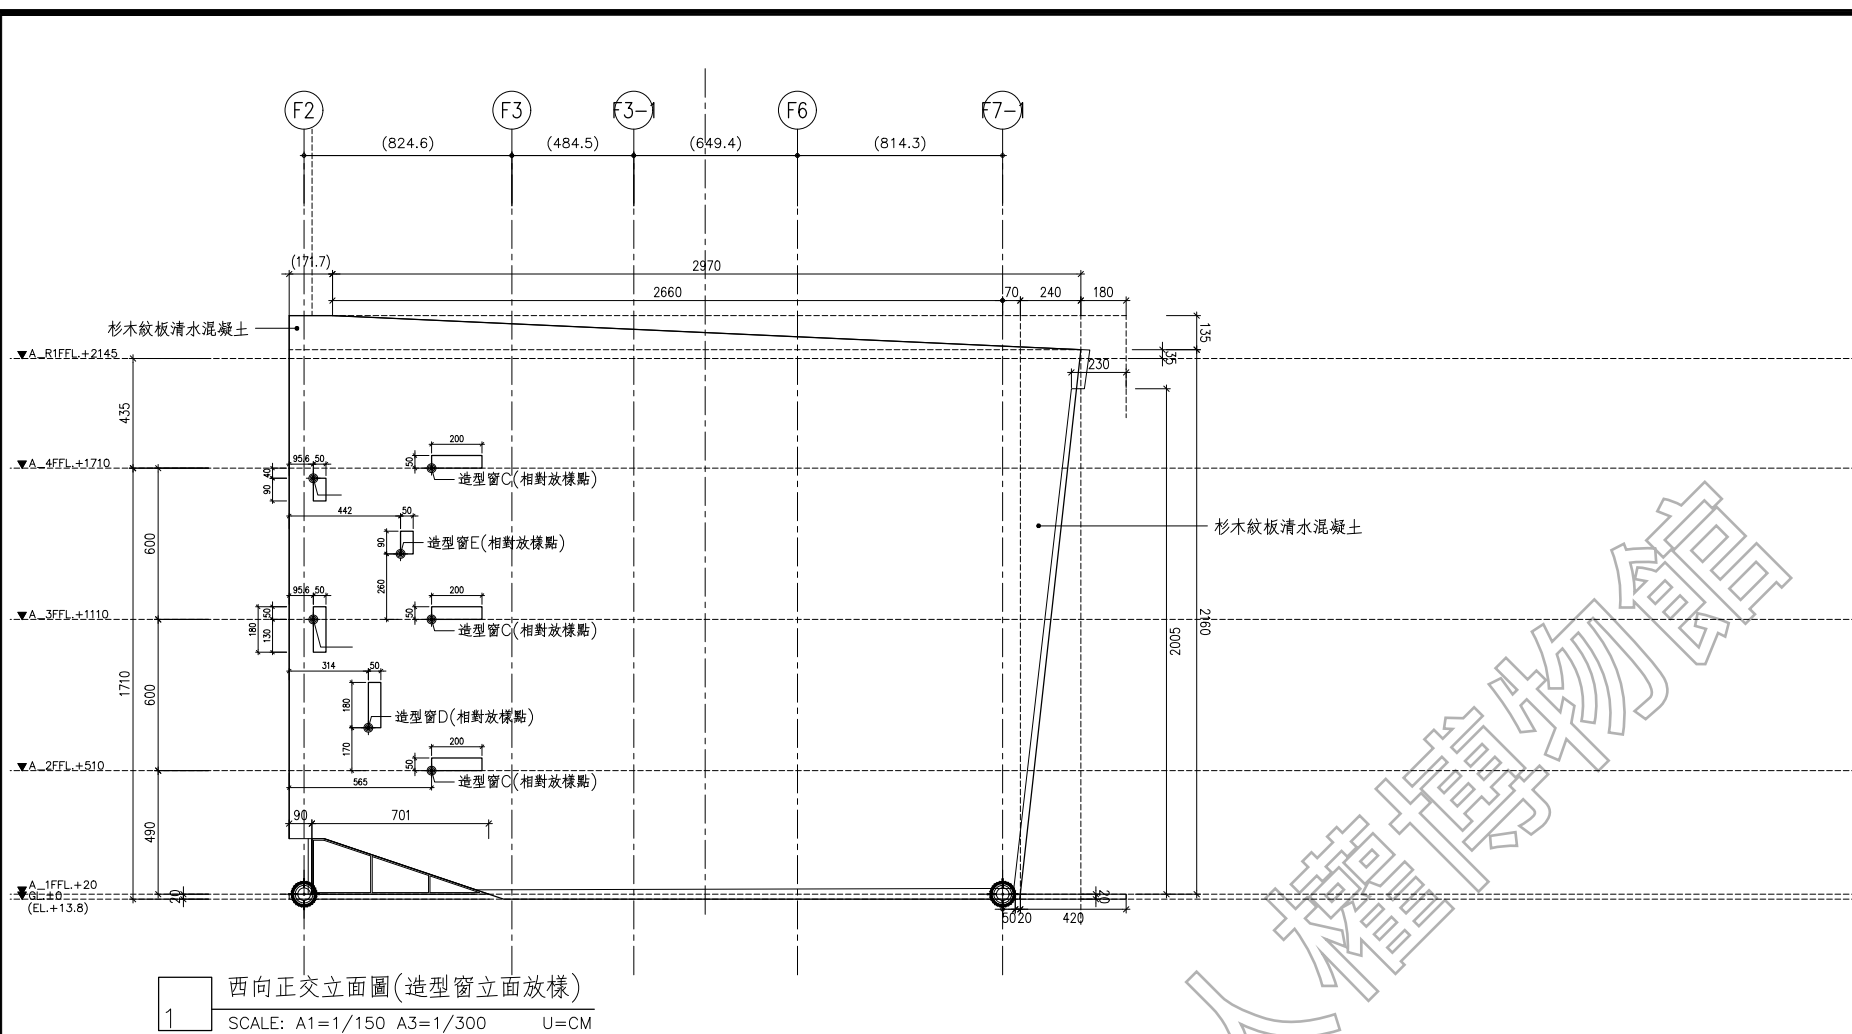 F2 F3 F3-1 F6 F7-1
(824.6) (484.5) (649.4) (814.3)
(171.7) 2970
2660 70 240 180
杉木紋板清水混凝土
135
A_R1FFL.+2145
35
230
435
200
A_4FFL.+1710
95.6 50
40
50
90
造型窗C(相對放樣點)
442 50
杉木紋板清水混凝土
600
90
造型窗E(相對放樣點)
260
95.6 50
200
A_3FFL.+1110
50
180
130
50
造型窗C(相對放樣點)
2160
2005
314 50
1710
600
180
造型窗D(相對放樣點)
170
200
A_2FFL.+510
50
565
造型窗C(相對放樣點)
90 701
490
A_1FFL.+20
GL.±0
(EL.+13.8)
20
20
50 20 420
1
西向正交立面圖(造型窗立面放樣)
SCALE: A1=1/150 A3=1/300 U=CM
人權博物館